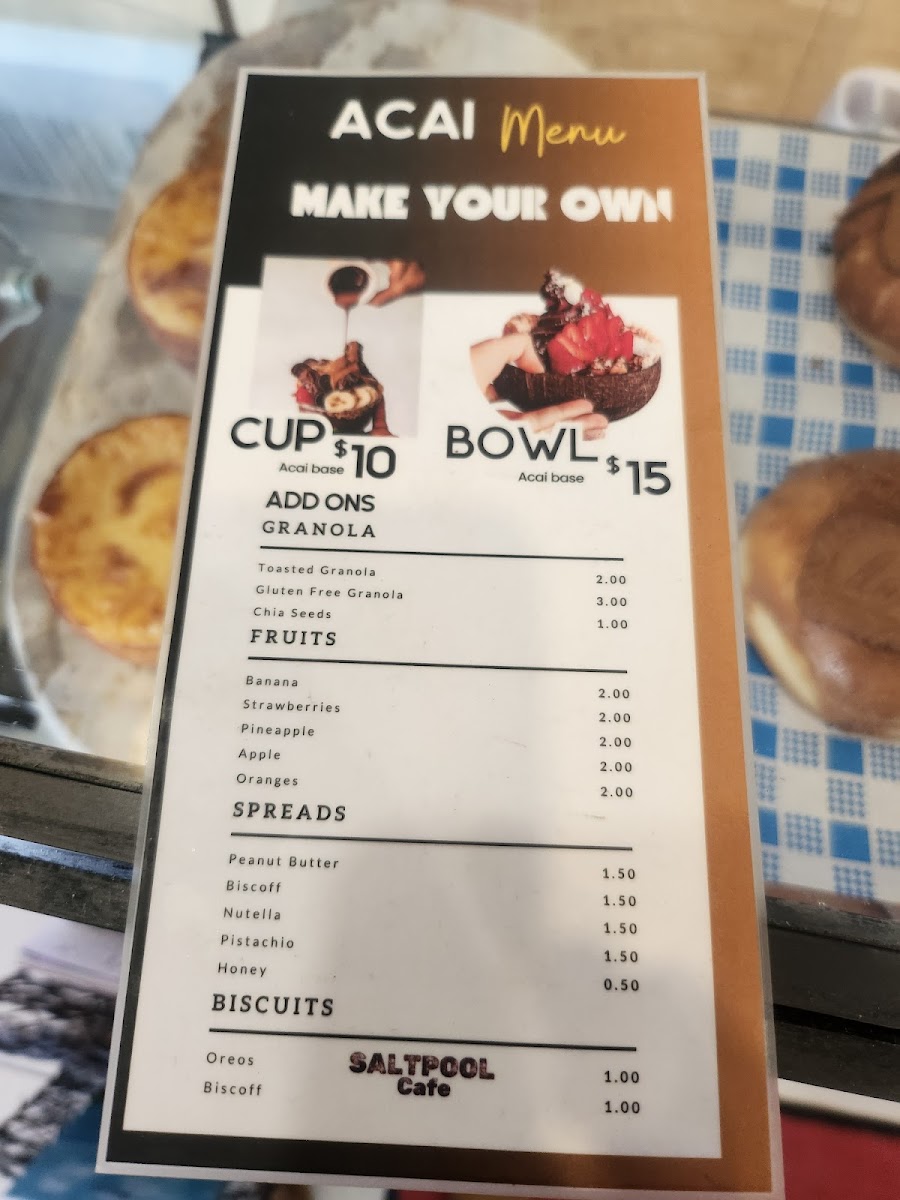 ACAI Menu
MAKE YOUR OWN
CUP $10
Acai base
BOWL $15
Acai base
ADD ONS
GRANOLA
Toasted Granola 2.00
Gluten Free Granola 3.00
Chia Seeds 1.00
FRUITS
Banana 2.00
Strawberries 2.00
Pineapple 2.00
Apple 2.00
Oranges 2.00
SPREADS
Peanut Butter 1.50
Biscoff 1.50
Nutella 1.50
Pistachio 1.50
Honey 0.50
BISCUITS
Oreos 1.00
Biscoff 1.00
SALTPOOL
Cafe